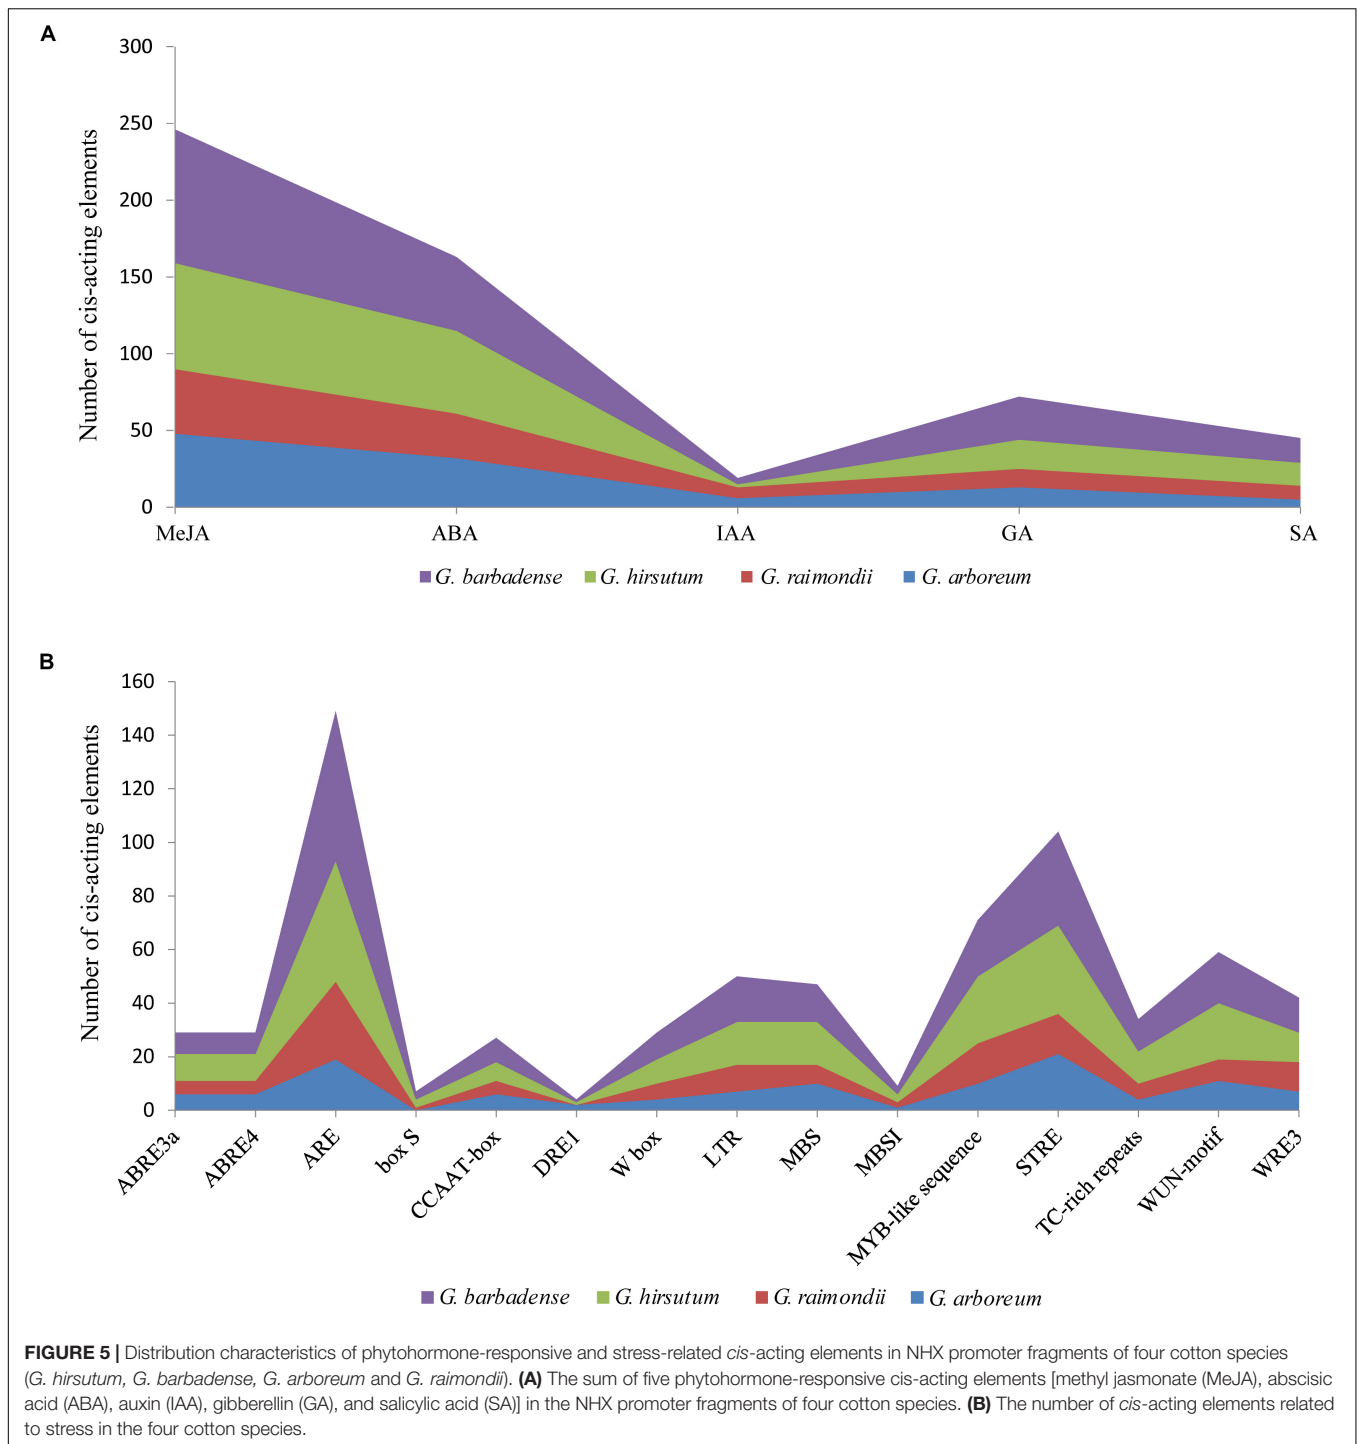 A
300
250
200
150
100
50
0
Number of cis-acting elements
MeJA ABA IAA GA SA
G. barbadense G. hirsutum G. raimondii G. arboreum
B
160
140
120
100
80
60
40
20
0
Number of cis-acting elements
ABRE3a ABRE4 ARE box S CCAAT-box DRE1 W box LTR MBS MBSI MYB-like sequence STRE TC-rich repeats WUN-motif WRE3
G. barbadense G. hirsutum G. raimondii G. arboreum
FIGURE 5 | Distribution characteristics of phytohormone-responsive and stress-related cis-acting elements in NHX promoter fragments of four cotton species
(G. hirsutum, G. barbadense, G. arboreum and G. raimondii). (A) The sum of five phytohormone-responsive cis-acting elements [methyl jasmonate (MeJA), abscisic
acid (ABA), auxin (IAA), gibberellin (GA), and salicylic acid (SA)] in the NHX promoter fragments of four cotton species. (B) The number of cis-acting elements related
to stress in the four cotton species.